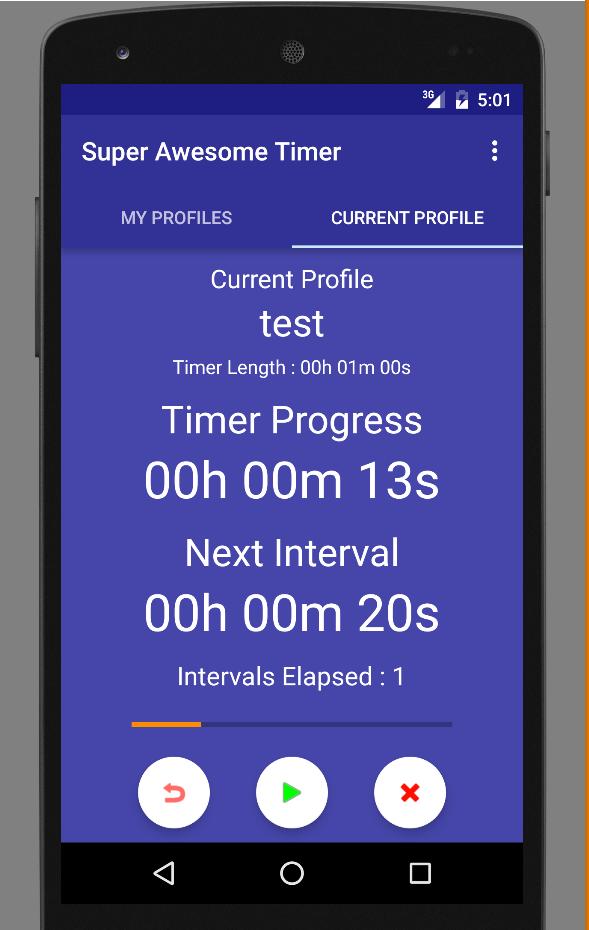 3G 5:01
Super Awesome Timer
MY PROFILES CURRENT PROFILE
Current Profile
test
Timer Length : 00h 01m 00s
Timer Progress
00h 00m 13s
Next Interval
00h 00m 20s
Intervals Elapsed : 1